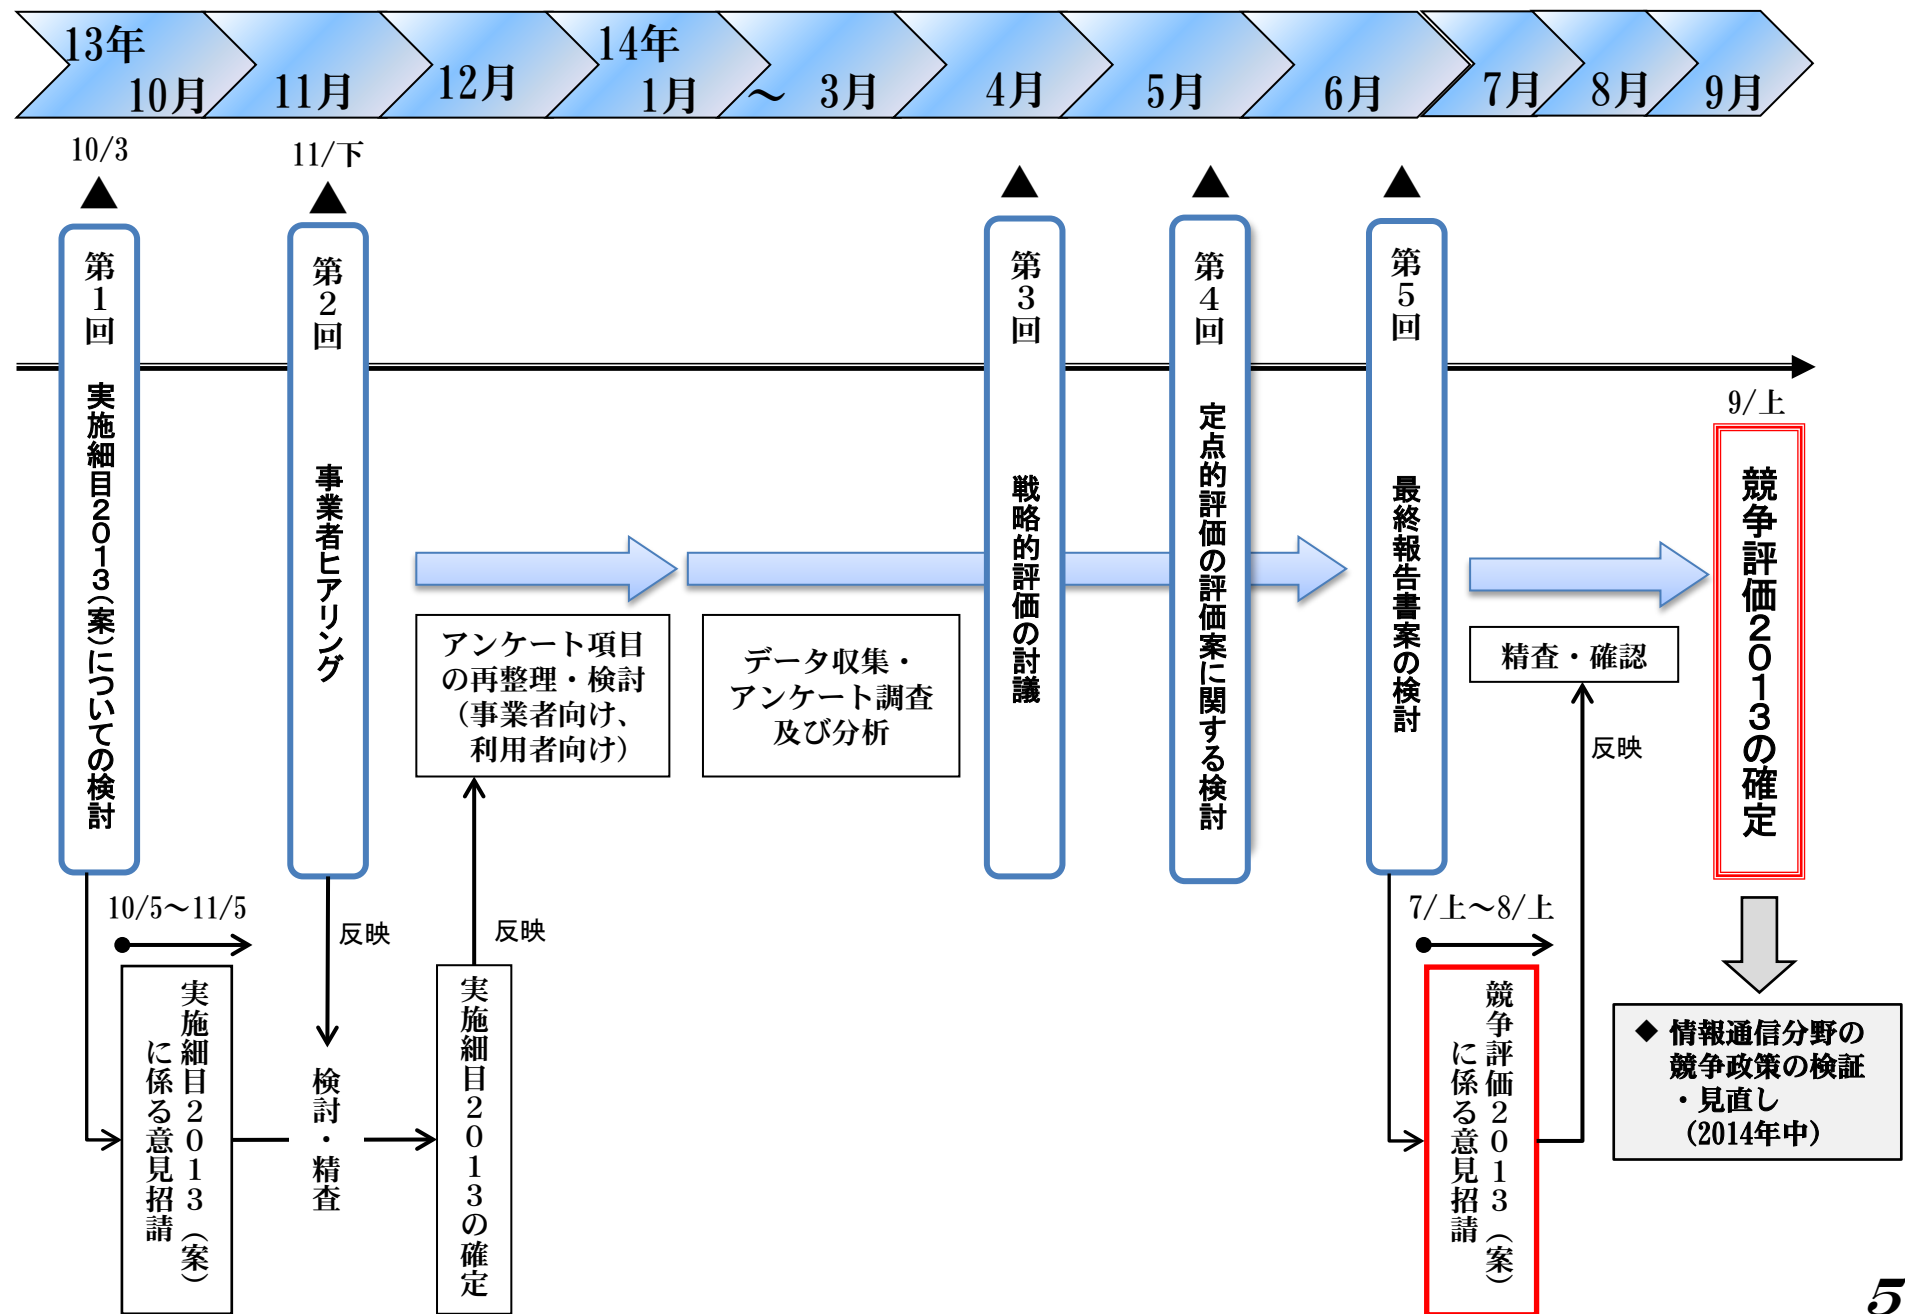 13年
10月
11月
12月
14年
1月
～
3月
4月
5月
6月
7月
8月
9月
10/3
11/下
第1回　実施細目2013（案）についての検討
第2回　事業者ヒアリング
第3回　戦略的評価の討議
第4回　定点的評価の評価案に関する検討
第5回　最終報告書案の検討
9/上
競争評価2013の確定
アンケート項目
の再整理・検討
（事業者向け、
利用者向け）
データ収集・
アンケート調査
及び分析
精査・確認
反映
10/5～11/5
反映
反映
7/上～8/上
実施細目2013（案）
に係る意見招請
検討・精査
実施細目2013の確定
競争評価2013（案）
に係る意見招請
◆ 情報通信分野の
競争政策の検証
・見直し
（2014年中）
5